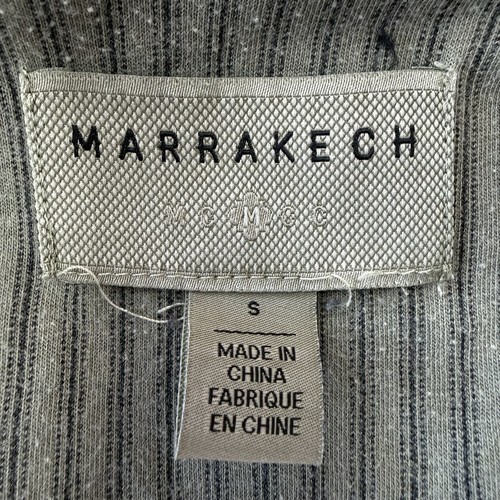 MARRAKECH
S
MADE IN
CHINA
FABRIQUE
EN CHINE